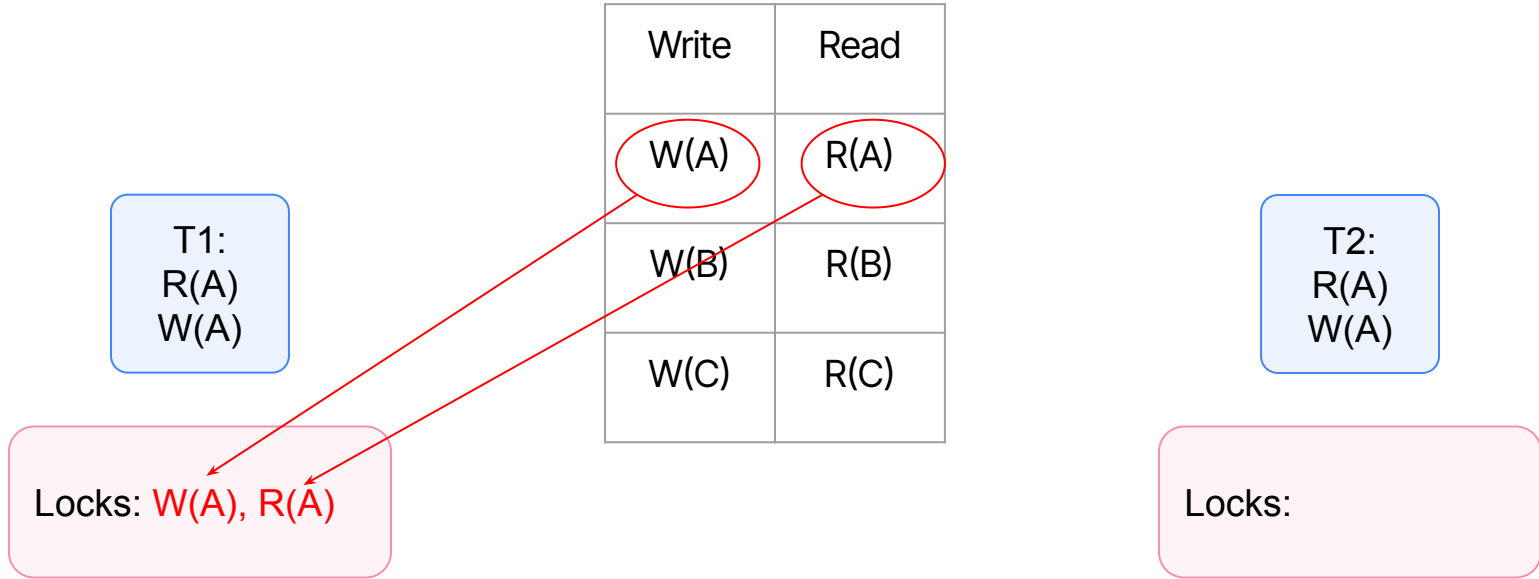 Write Read
W(A) R(A)
W(B) R(B)
W(C) R(C)
T1:
R(A)
W(A)
Locks: W(A), R(A)
T2:
R(A)
W(A)
Locks: